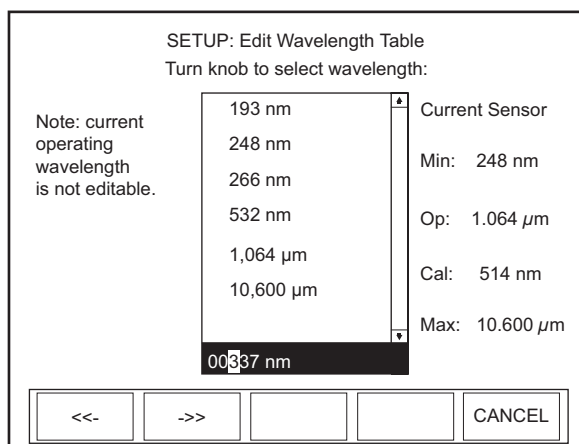 SETUP: Edit Wavelength Table
Turn knob to select wavelength:
Note: current
operating
wavelength
is not editable.
193 nm
248 nm
266 nm
532 nm
1,064 µm
10,600 µm
00337 nm
Current Sensor
Min: 248 nm
Op: 1.064 µm
Cal: 514 nm
Max: 10.600 µm
<<-
->>
CANCEL